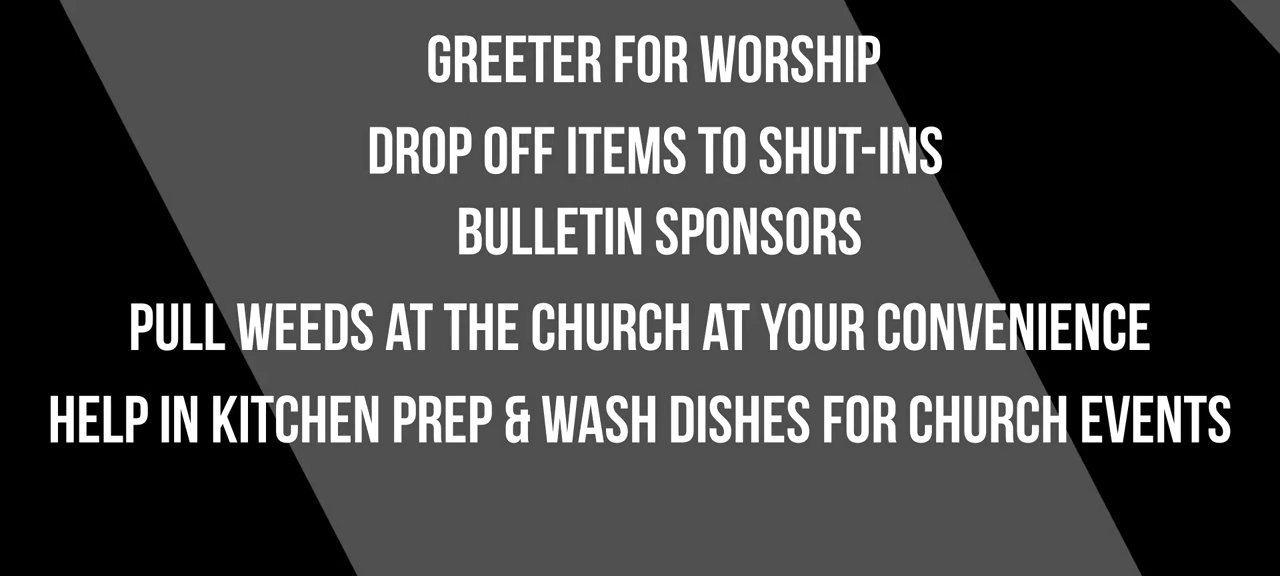 GREETER FOR WORSHIP
DROP OFF ITEMS TO SHUT-INS
BULLETIN SPONSORS
PULL WEEDS AT THE CHURCH AT YOUR CONVENIENCE
HELP IN KITCHEN PREP & WASH DISHES FOR CHURCH EVENTS